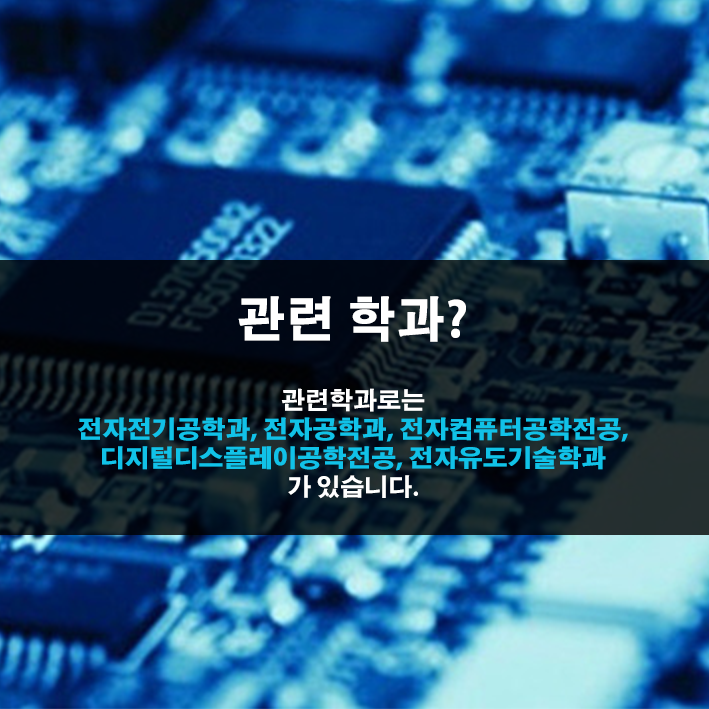 관련 학과?
관련학과로는
전자전기공학과, 전자공학과, 전자컴퓨터공학전공,
디지털디스플레이공학전공, 전자유도기술학과
가 있습니다.